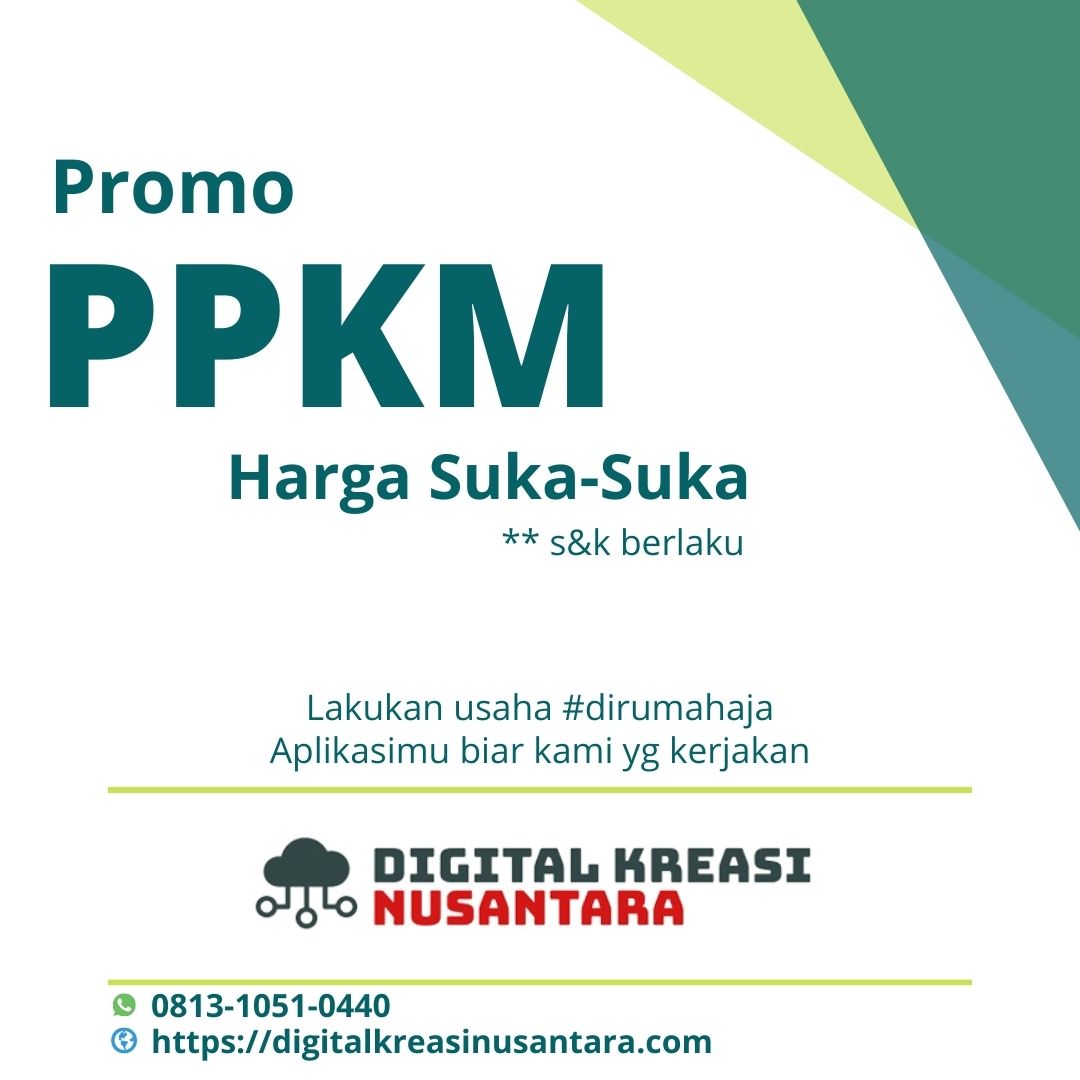 Promo
PPKM
Harga Suka-Suka
** s&k berlaku
Lakukan usaha #dirumahaja
Aplikasimu biar kami yg kerjakan
DIGITAL KREASI
NUSANTARA
0813-1051-0440
https://digitalkreasinusantara.com